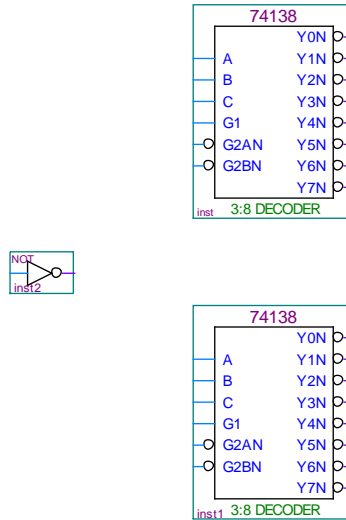 74138
Y0N
A Y1N
B Y2N
C Y3N
G1 Y4N
G2AN Y5N
G2BN Y6N
Y7N
inst 3:8 DECODER
NOT
inst2
74138
Y0N
A Y1N
B Y2N
C Y3N
G1 Y4N
G2AN Y5N
G2BN Y6N
Y7N
inst1 3:8 DECODER